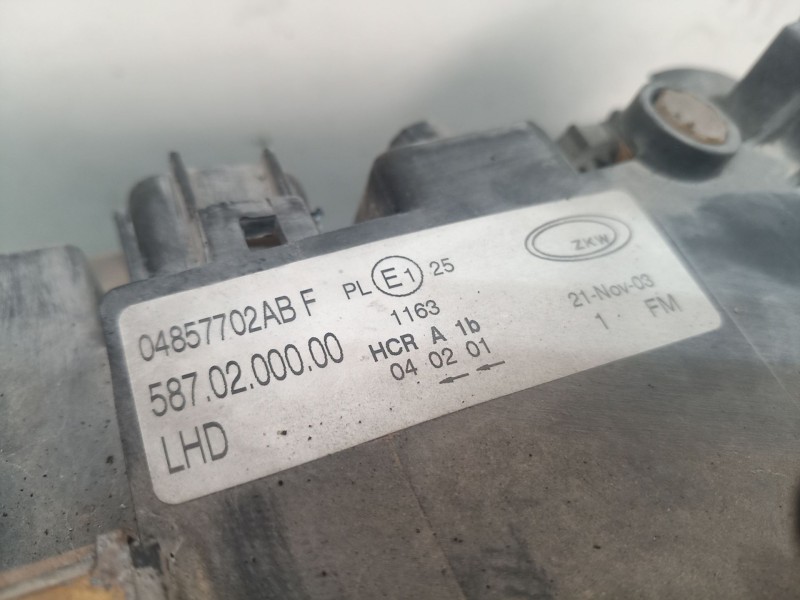 04857702AB F
587.02.000.00
LHD
PL E1 25
1163
HCR A 1b
04 02 01
← ←
ZKW
21-Nov-03
1 FM